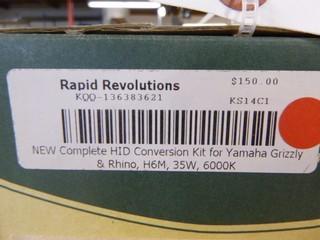 Rapid Revolutions $150.00
KQQ-136383621 KS14C1
NEW Complete HID Conversion Kit for Yamaha Grizzly
& Rhino, H6M, 35W, 6000K